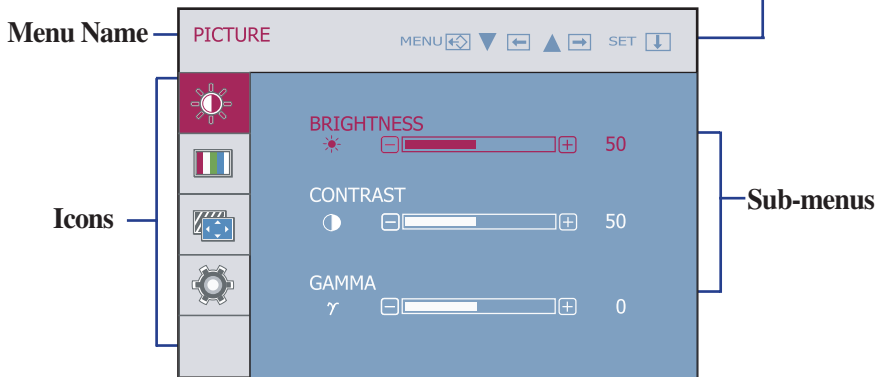 Menu Name
PICTURE
MENU SET
BRIGHTNESS
50
CONTRAST
50
Icons
Sub-menus
GAMMA
γ 0